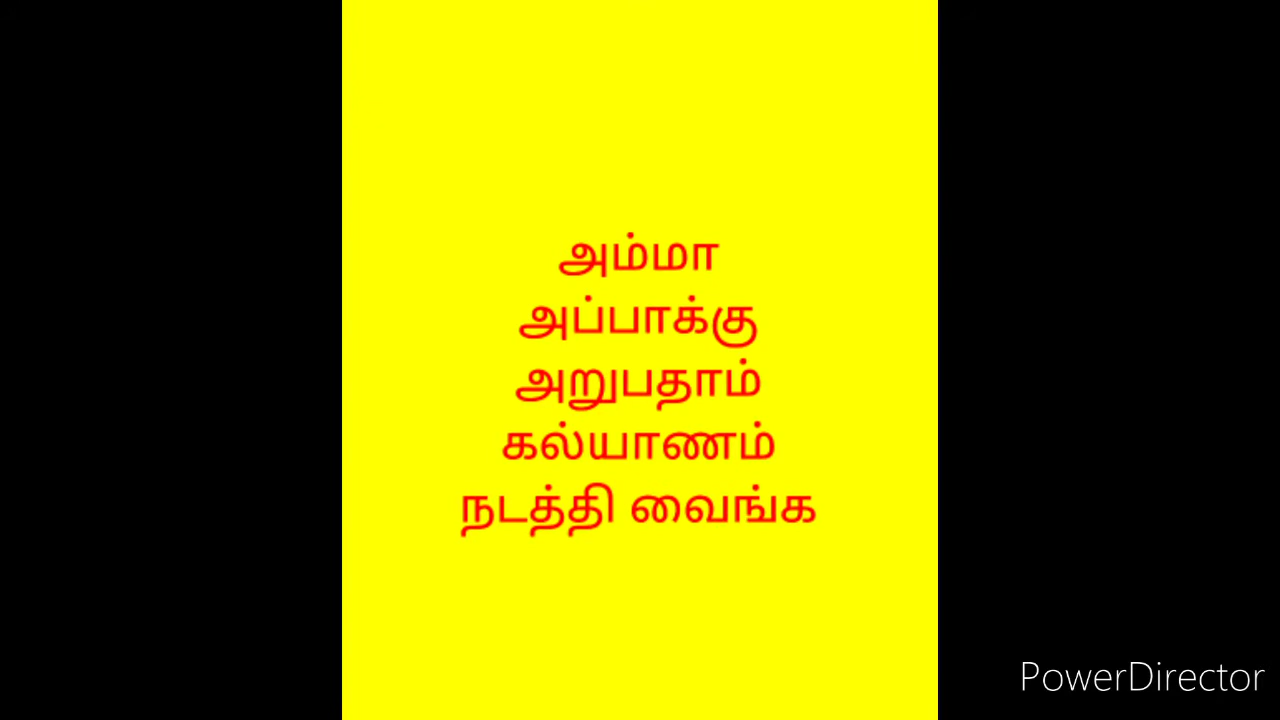 அம்மா
அப்பாக்கு
அறுபதாம்
கல்யாணம்
நடத்தி வைங்க
PowerDirector